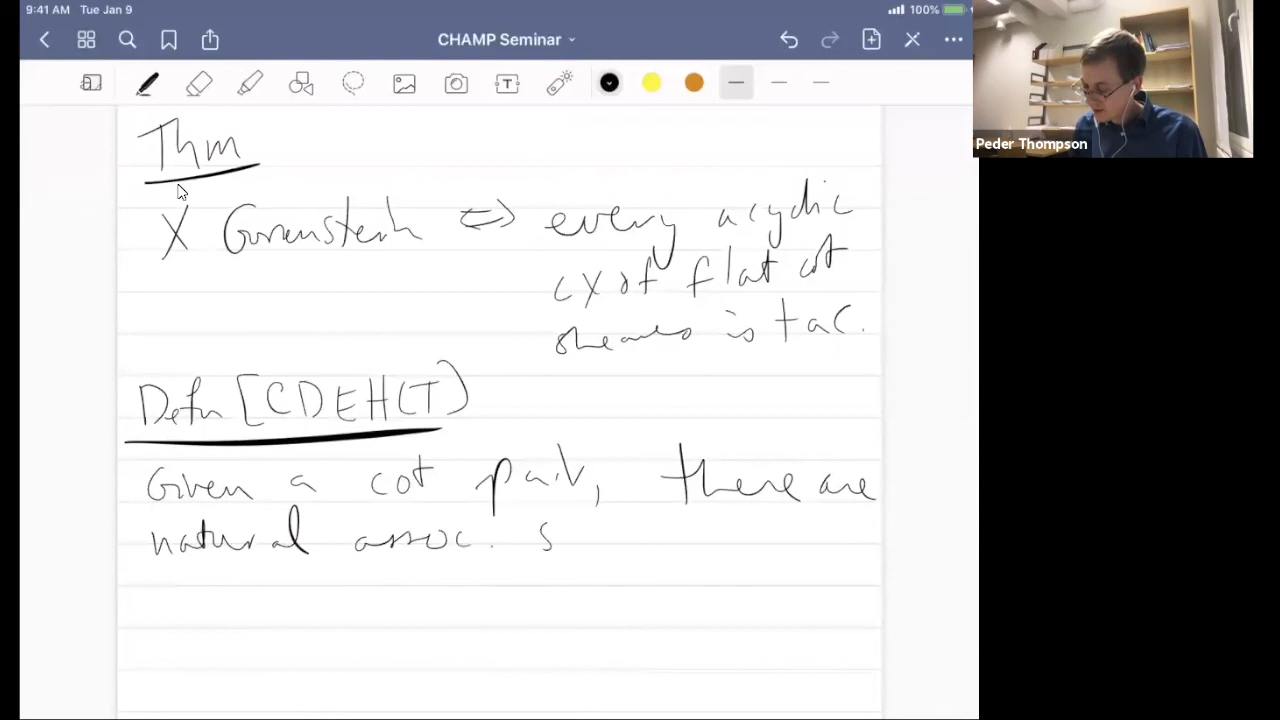 9:41 AM Tue Jan 9
100%
CHAMP Seminar
Peder Thompson
Thm
X Gorenstein ⇔ every acyclic
cx of flat cot
sheaves is tac.
Defn [CDEHLT]
Given a cot pair, there are
natural assoc. s